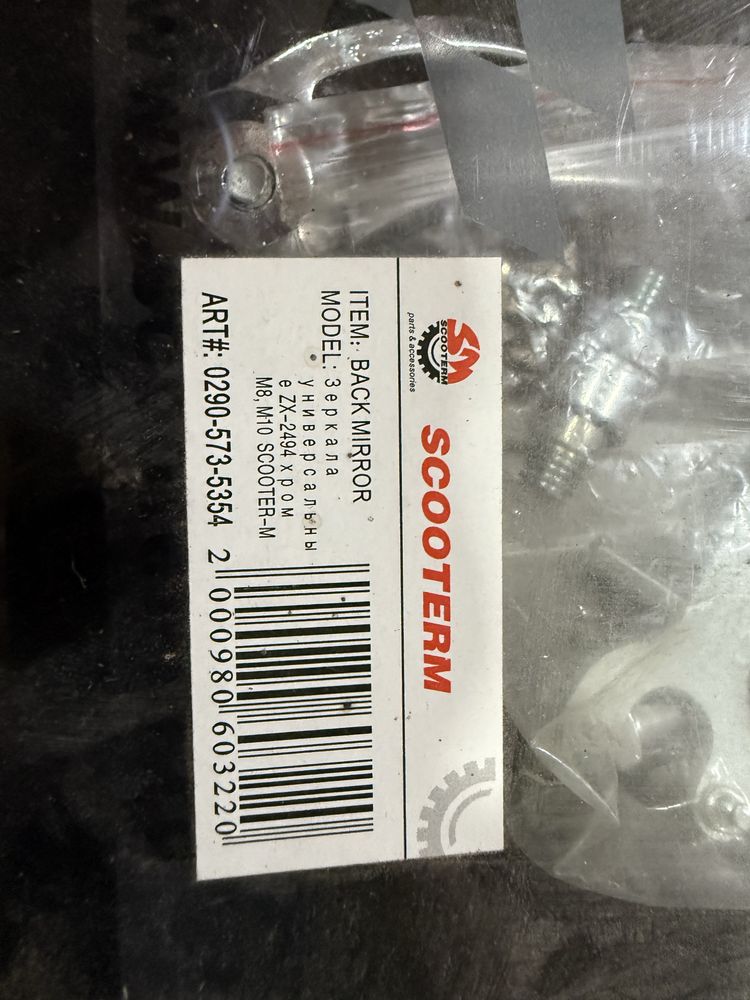 SM
SCOOTERM
parts & accessories
SCOOTERM
ITEM: BACK MIRROR
MODEL: Зеркала
универсальны
е ZX-2494 хром
M8, M10 SCOOTER-M
ART#: 0290-573-5354
2 000980 603220